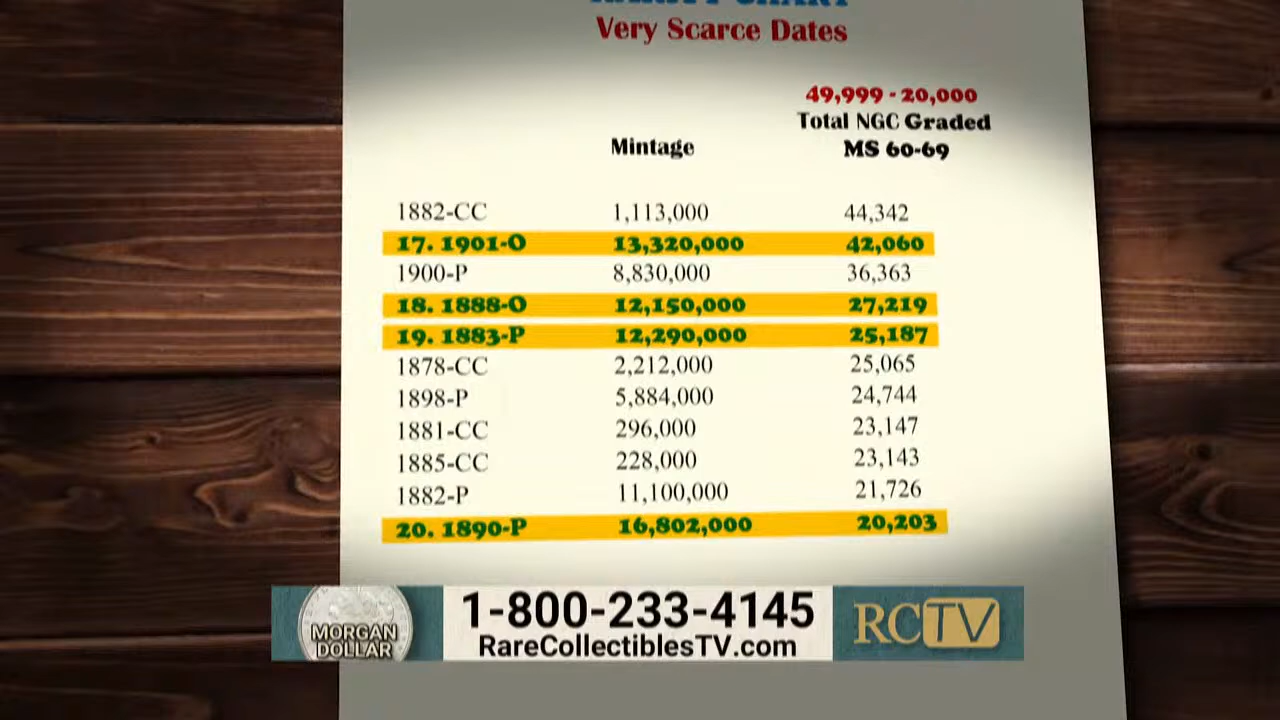 Very Scarce Dates
49,999 - 20,000
Total NGC Graded
Mintage MS 60-69
1882-CC 1,113,000 44,342
17. 1901-O 13,320,000 42,060
1900-P 8,830,000 36,363
18. 1888-O 12,150,000 27,219
19. 1883-P 12,290,000 25,187
1878-CC 2,212,000 25,065
1898-P 5,884,000 24,744
1881-CC 296,000 23,147
1885-CC 228,000 23,143
1882-P 11,100,000 21,726
20. 1890-P 16,802,000 20,203
MORGAN
DOLLAR
1-800-233-4145
RareCollectiblesTV.com
RCTV